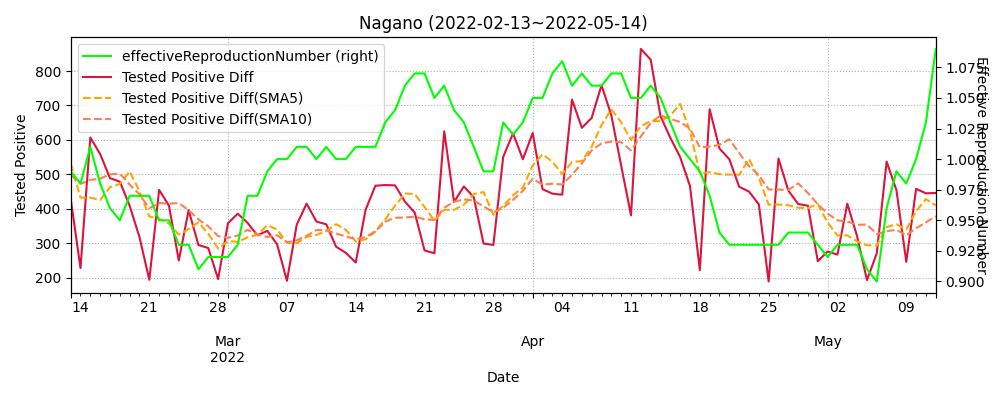 Nagano (2022-02-13~2022-05-14)
effectiveReproductionNumber (right)
Tested Positive Diff
Tested Positive Diff(SMA5)
Tested Positive Diff(SMA10)
Tested Positive
800
700
600
500
400
300
200
1.075
1.050
1.025
1.000
0.975
0.950
0.925
0.900
Effective Reproduction Number
14 21 28 07 14 21 28 04 11 18 25 02 09
Mar Apr May
2022
Date